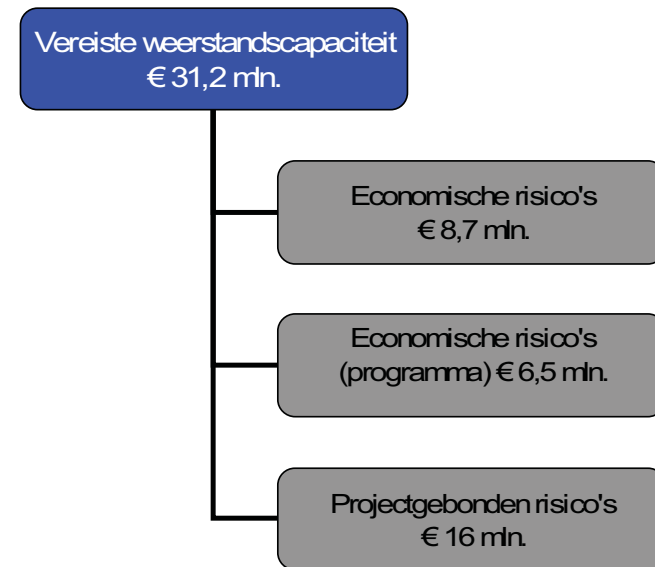 Vereiste weerstandscapaciteit
€ 31,2 mln.
Economische risico's
€ 8,7 mln.
Economische risico's
(programma) € 6,5 mln.
Projectgebonden risico's
€ 16 mln.